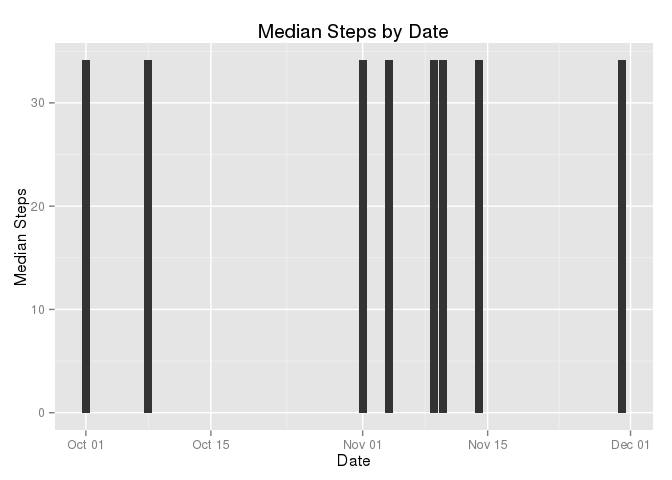 Median Steps by Date
Median Steps
30
20
10
0
Oct 01 Oct 15 Nov 01 Nov 15 Dec 01
Date